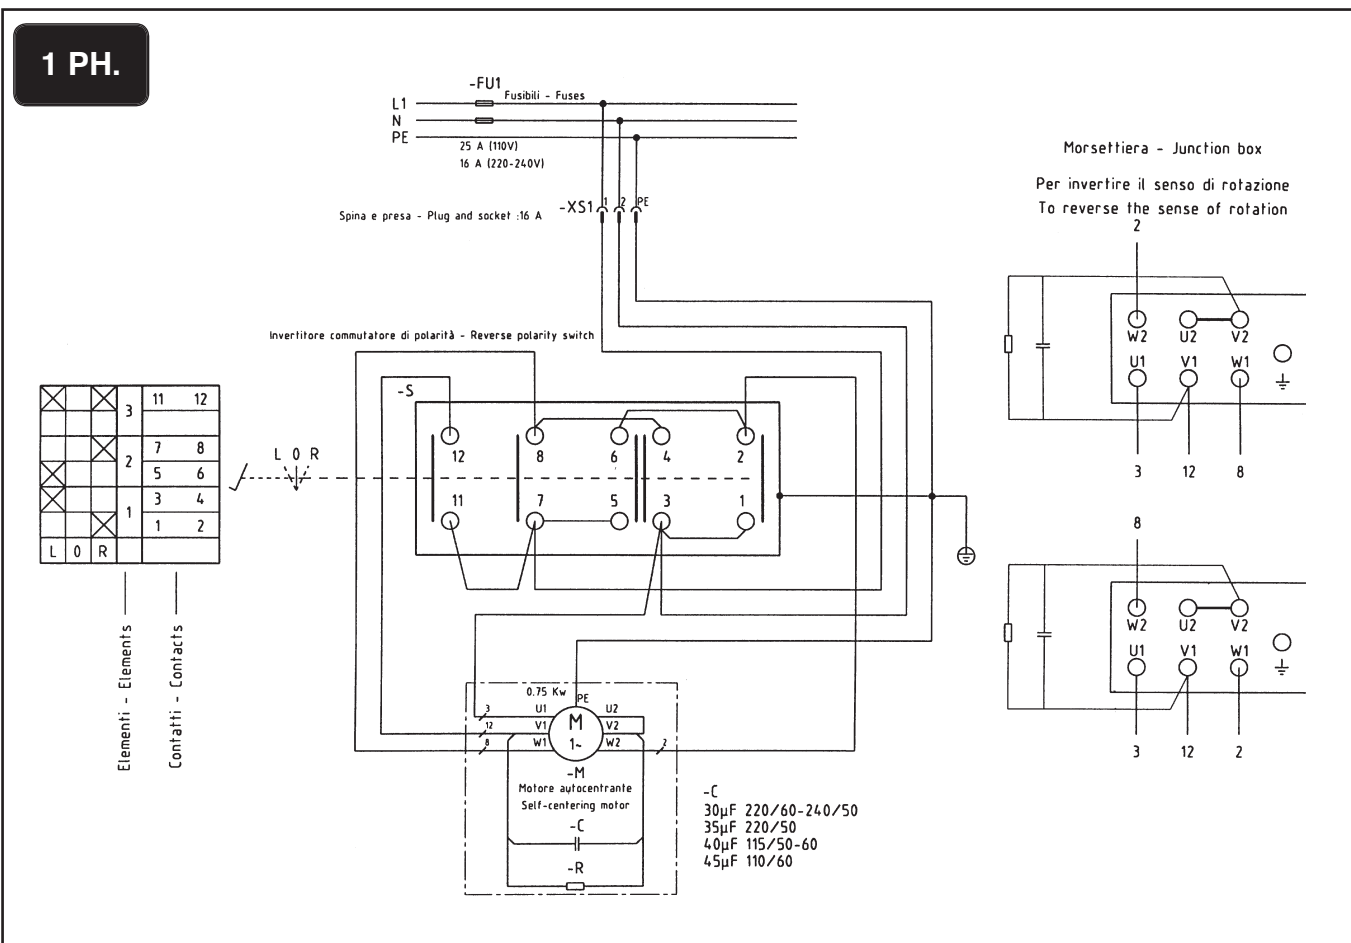 1 PH.
-FU1
Fusibili - Fuses
L1
N
PE
25 A (110V)
16 A (220-240V)
Spina e presa - Plug and socket :16 A
-XS1
1
2
PE
Morsettiera - Junction box
Per invertire il senso di rotazione
To reverse the sense of rotation
2
W2 U2 V2
U1 V1 W1
3 12 8
Invertitore commutatore di polarità - Reverse polarity switch
-S
12 8 6 4 2
11 7 5 3 1
L 0 R
3 11 12
2 7 8
5 6
1 3 4
1 2
L 0 R
Elementi - Elements
Contatti - Contacts
8
W2 U2 V2
U1 V1 W1
3 12 2
0.75 Kw
PE
3 U1 U2
12 V1 V2
8 W1 W2 2
M
1~
-M
Motore autocentrante
Self-centering motor
-C
-R
-C
30µF 220/60-240/50
35µF 220/50
40µF 115/50-60
45µF 110/60